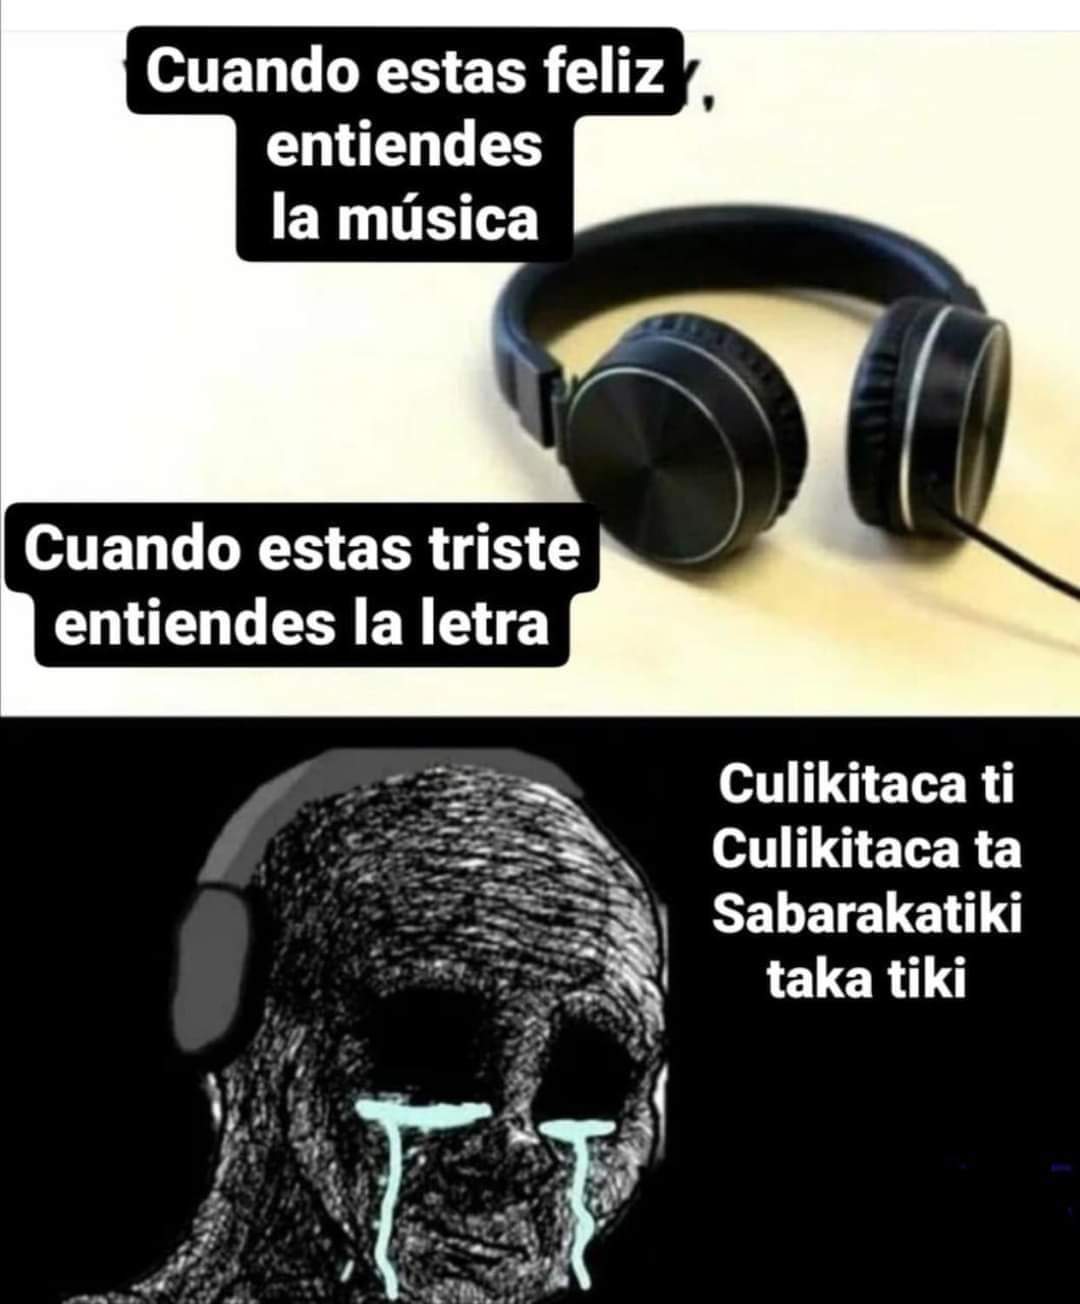 Cuando estas feliz
entiendes
la música
Cuando estas triste
entiendes la letra
Culikitaca ti
Culikitaca ta
Sabarakatiki
taka tiki